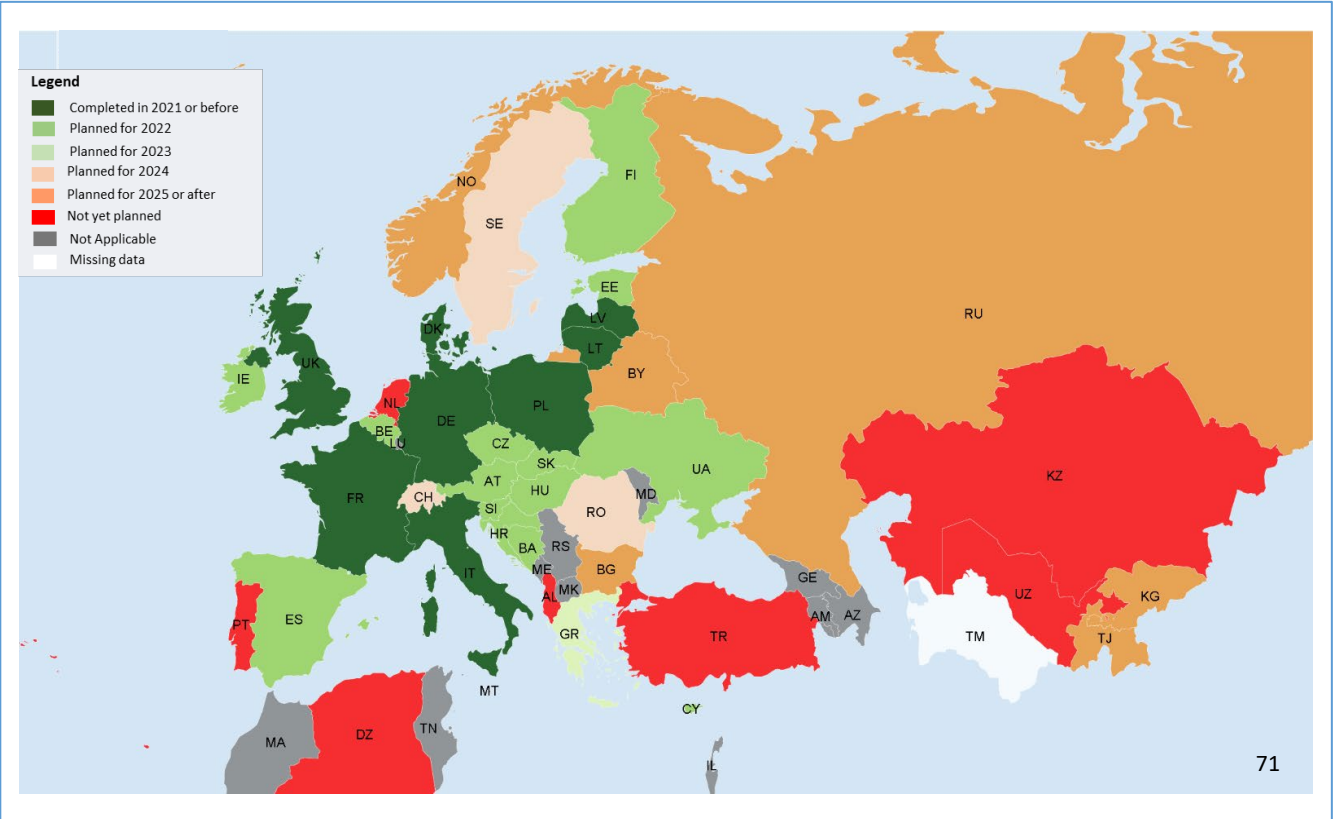 Legend
Completed in 2021 or before
Planned for 2022
Planned for 2023
Planned for 2024
Planned for 2025 or after
Not yet planned
Not Applicable
Missing data
NO
FI
SE
EE
RU
LV
DK
LT
UK
BY
IE
NL
PL
DE
BE
LU
CZ
SK
UA
KZ
AT
HU
MD
FR
CH
SI
RO
HR
BA
RS
ME
BG
IT
GE
MK
AL
UZ
KG
ES
PT
AM
AZ
GR
TR
TM
TJ
MT
CY
TN
DZ
MA
IL
71